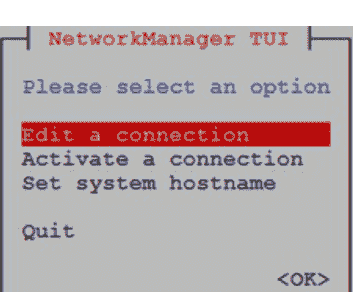 NetworkManager TUI
Please select an option
Edit a connection
Activate a connection
Set system hostname
Quit
<OK>